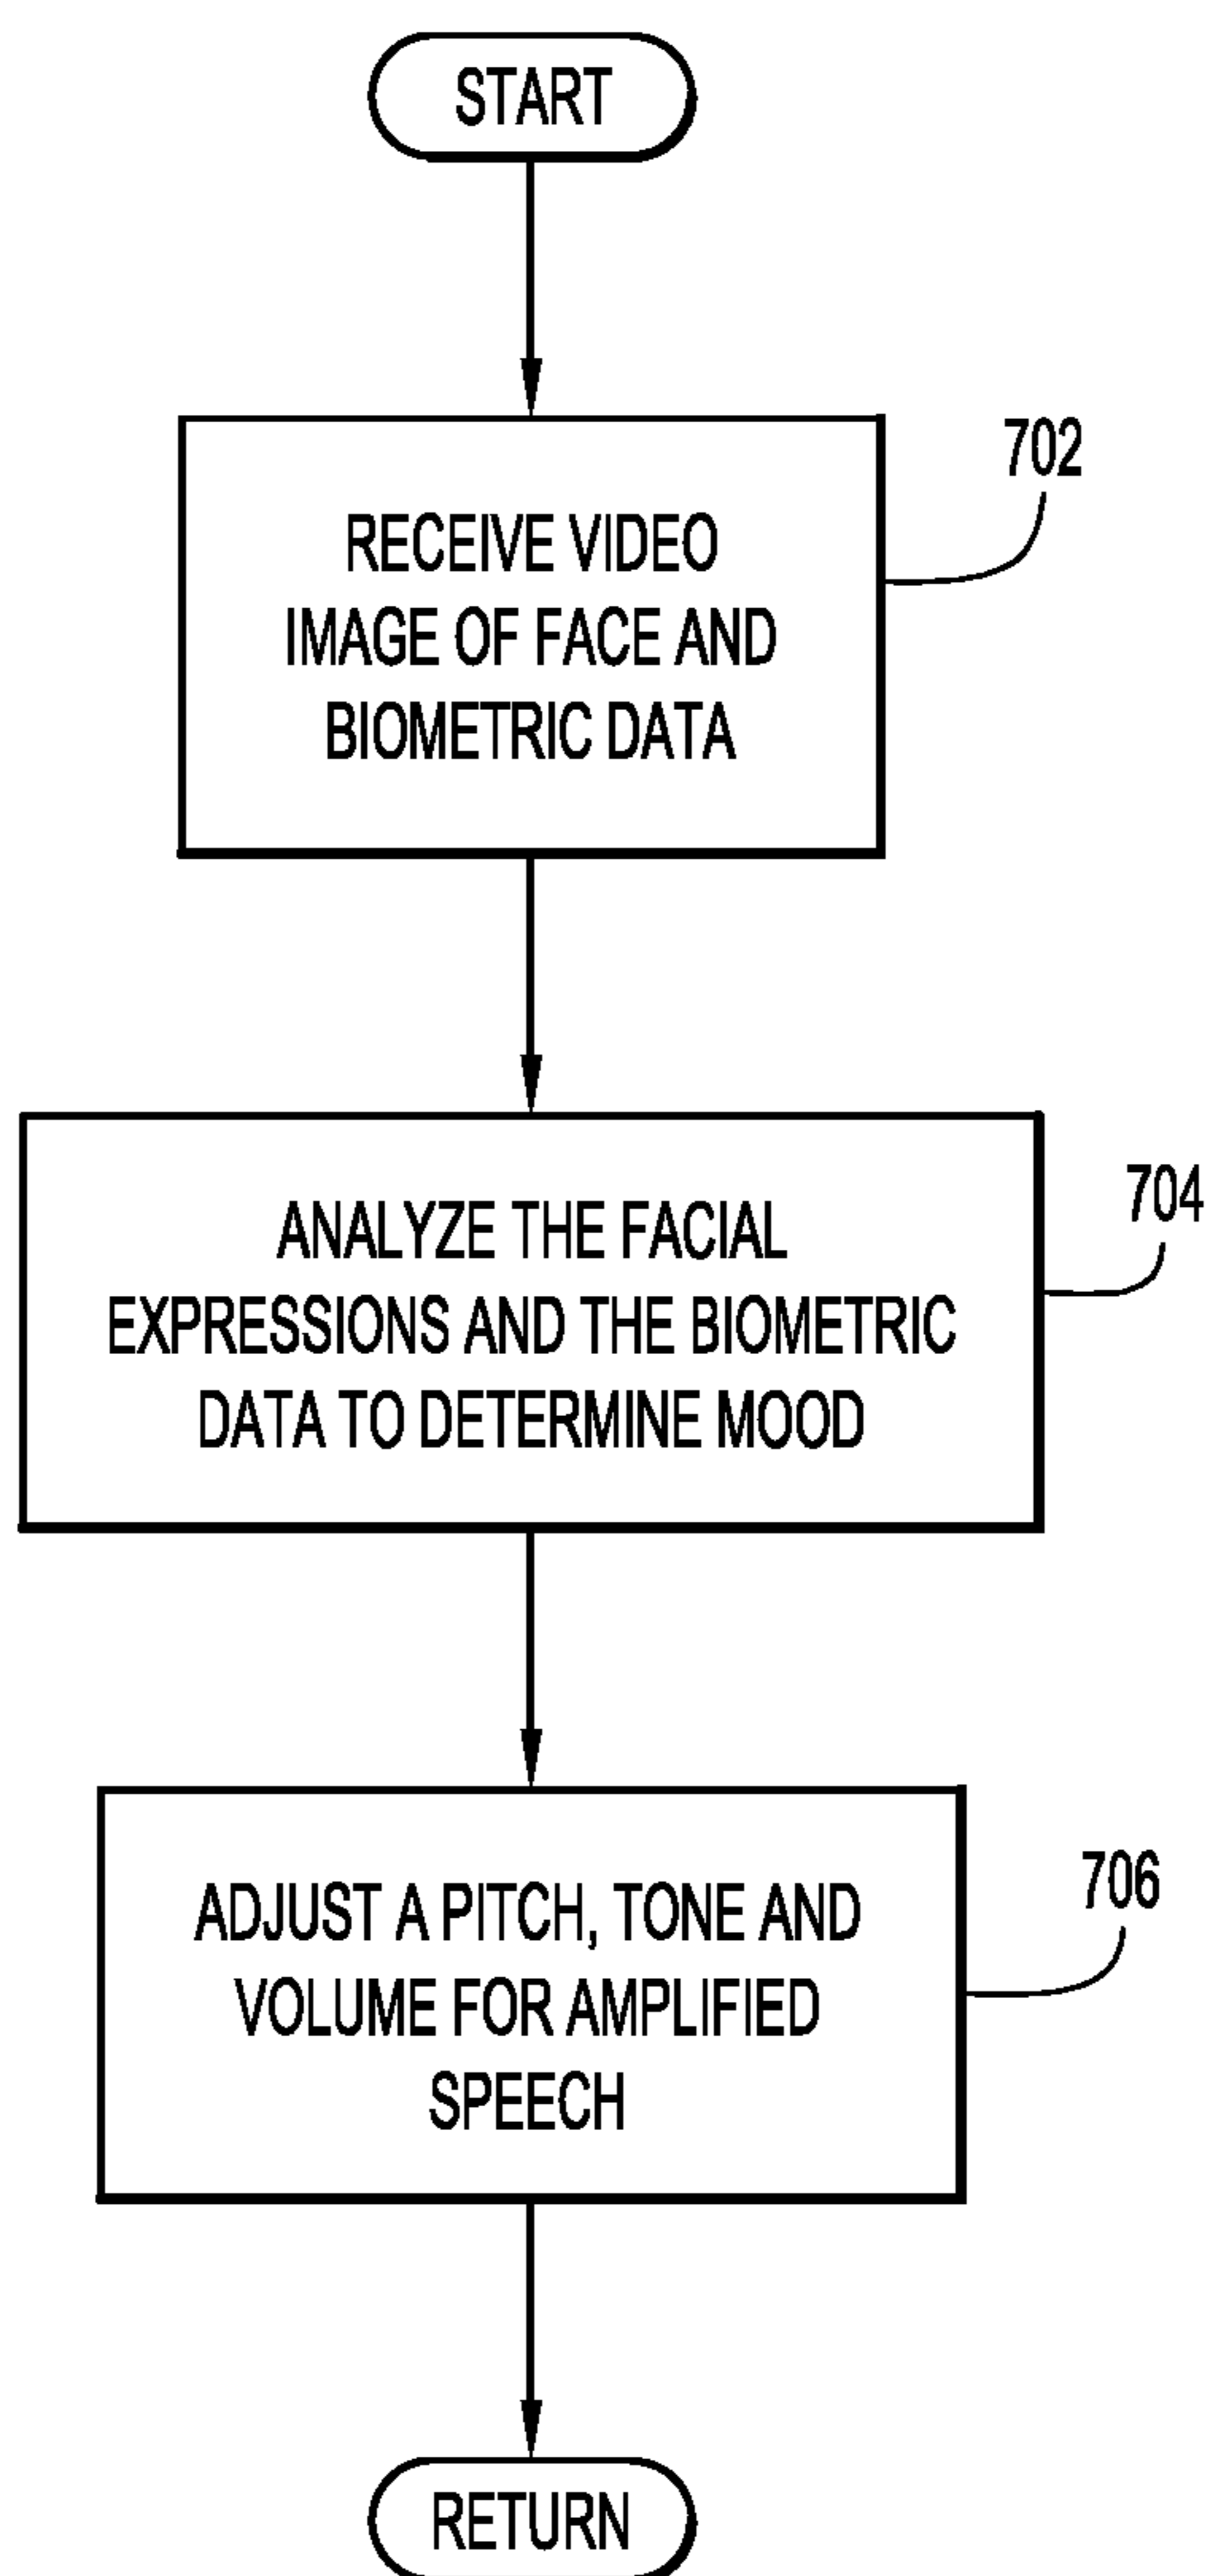 START
702
RECEIVE VIDEO
IMAGE OF FACE AND
BIOMETRIC DATA
704
ANALYZE THE FACIAL
EXPRESSIONS AND THE BIOMETRIC
DATA TO DETERMINE MOOD
706
ADJUST A PITCH, TONE AND
VOLUME FOR AMPLIFIED
SPEECH
RETURN